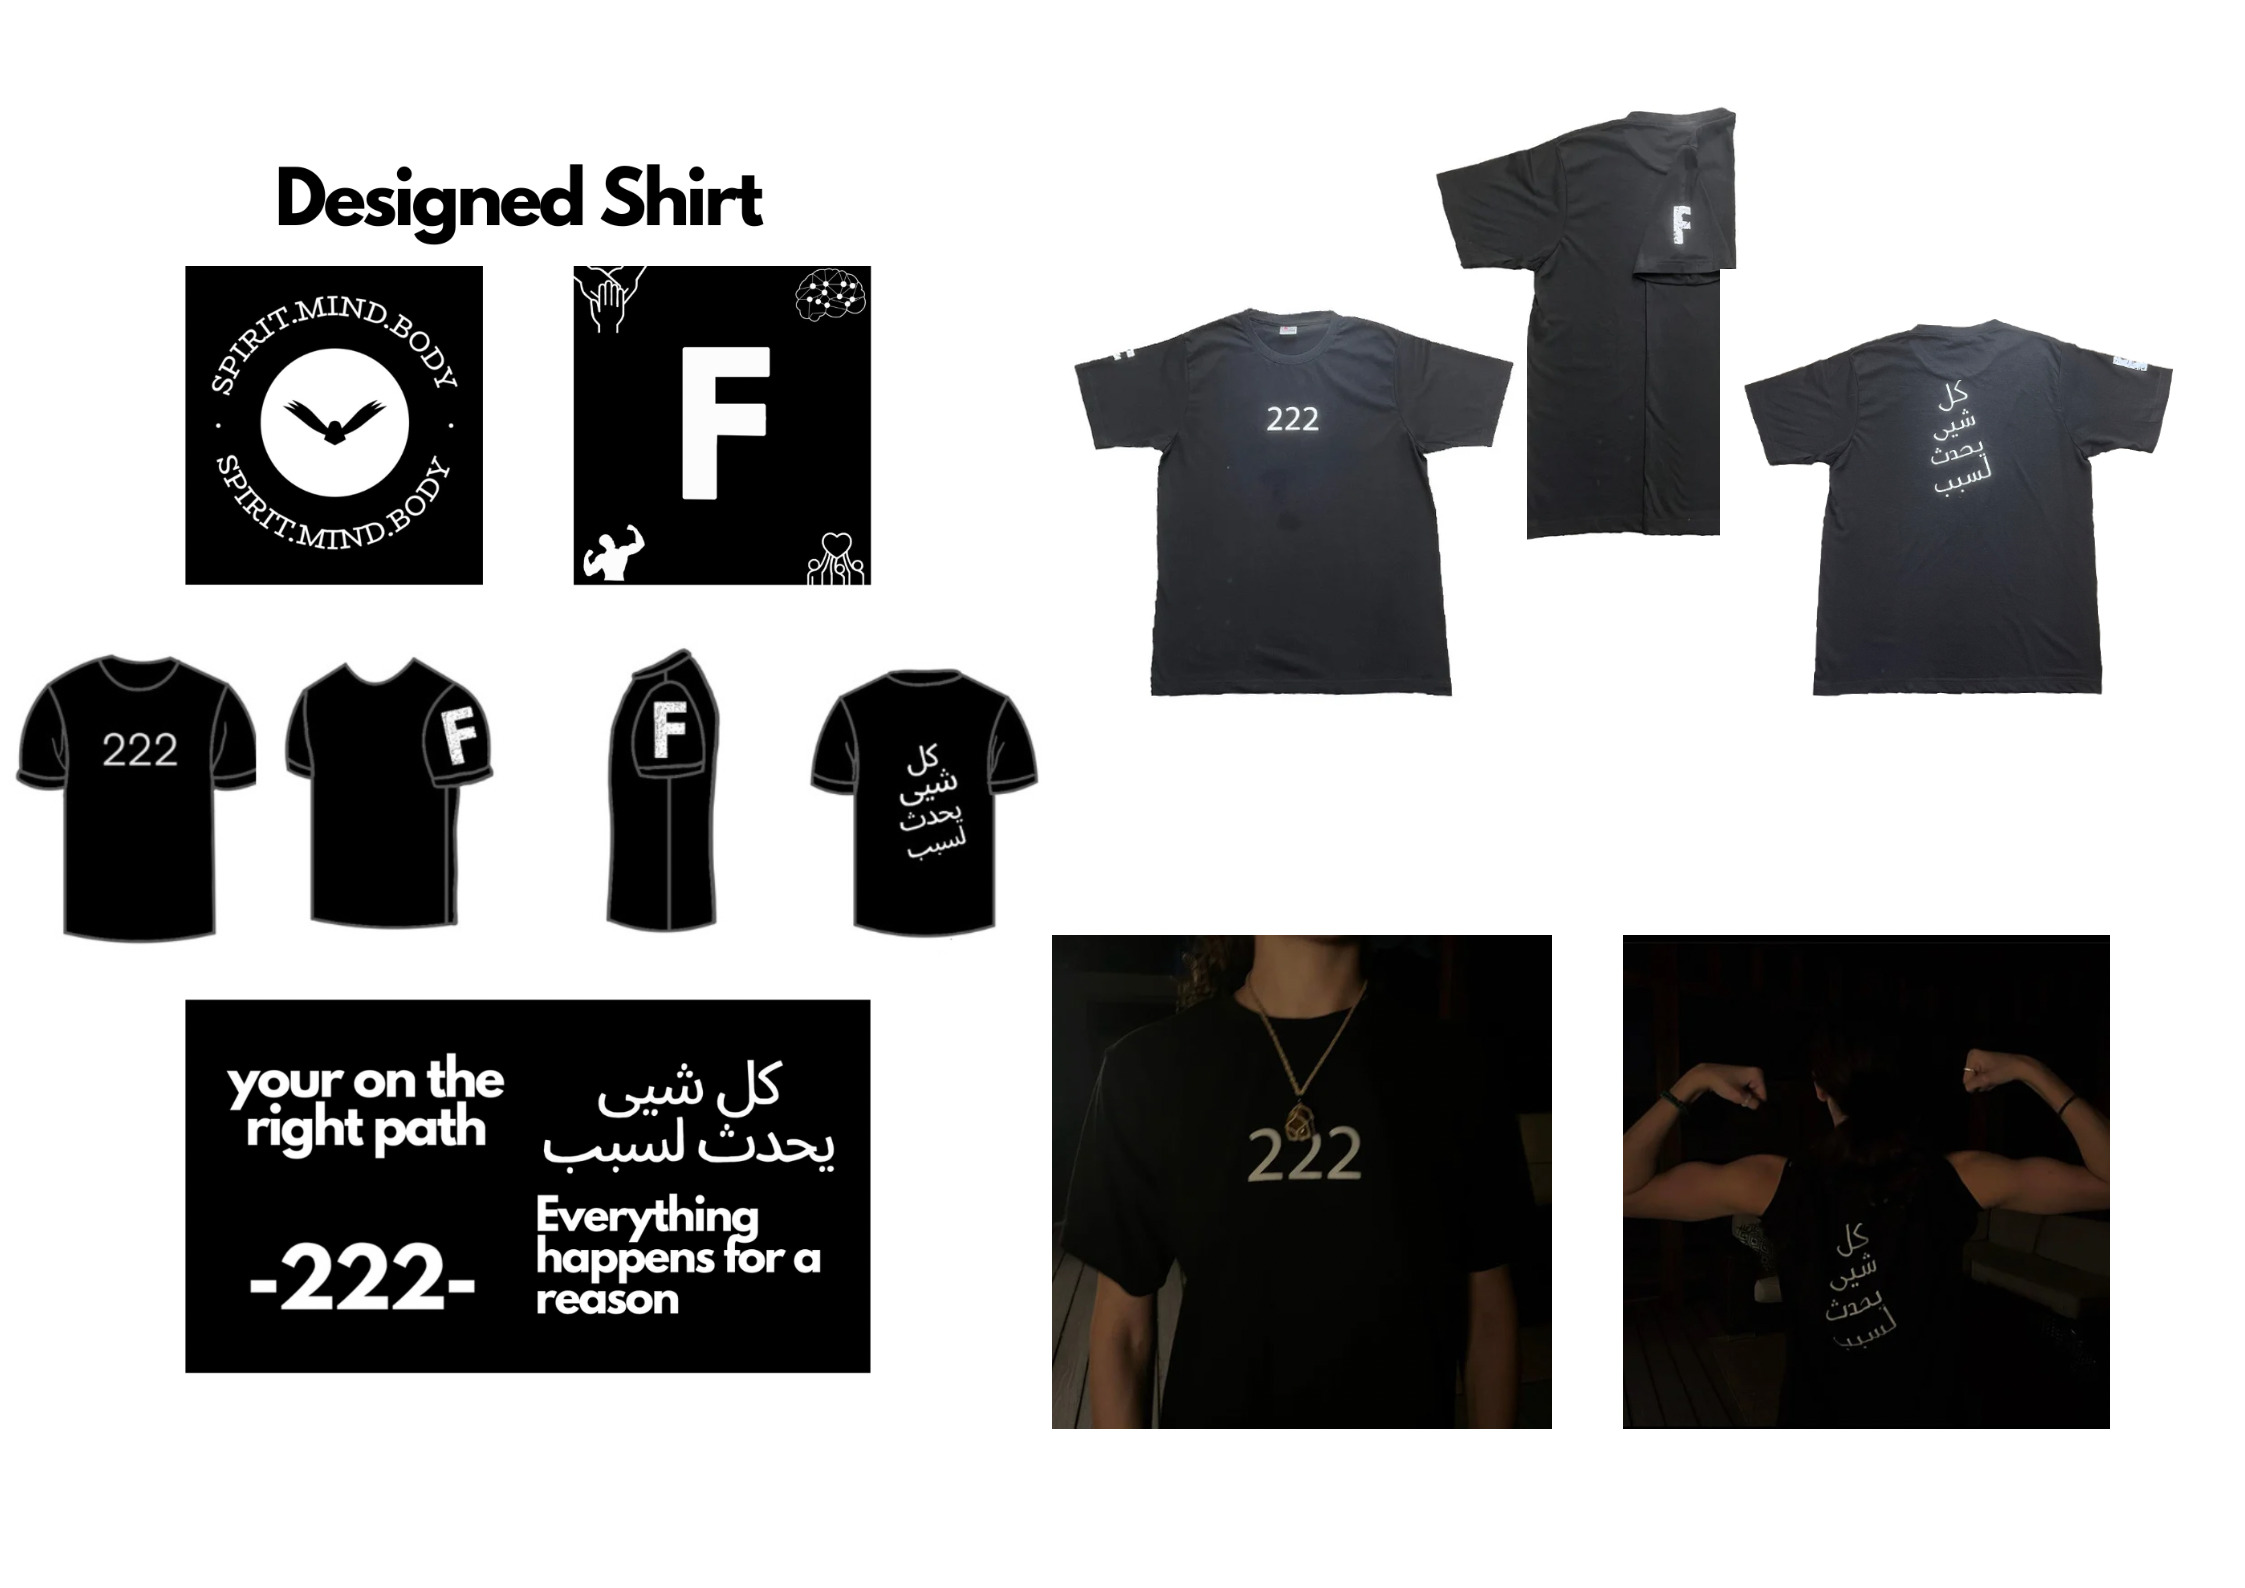 Designed Shirt
SPIRIT.MIND.BODY
SPIRIT.MIND.BODY
F
222
F
F
كل
شيى
يحدث
لسبب
your on the
right path
-222-
كل شيى
يحدث لسبب
Everything
happens for a
reason
F
222
F
كل
شيى
يحدث
لسبب
222
كل
شيى
يحدث
لسبب